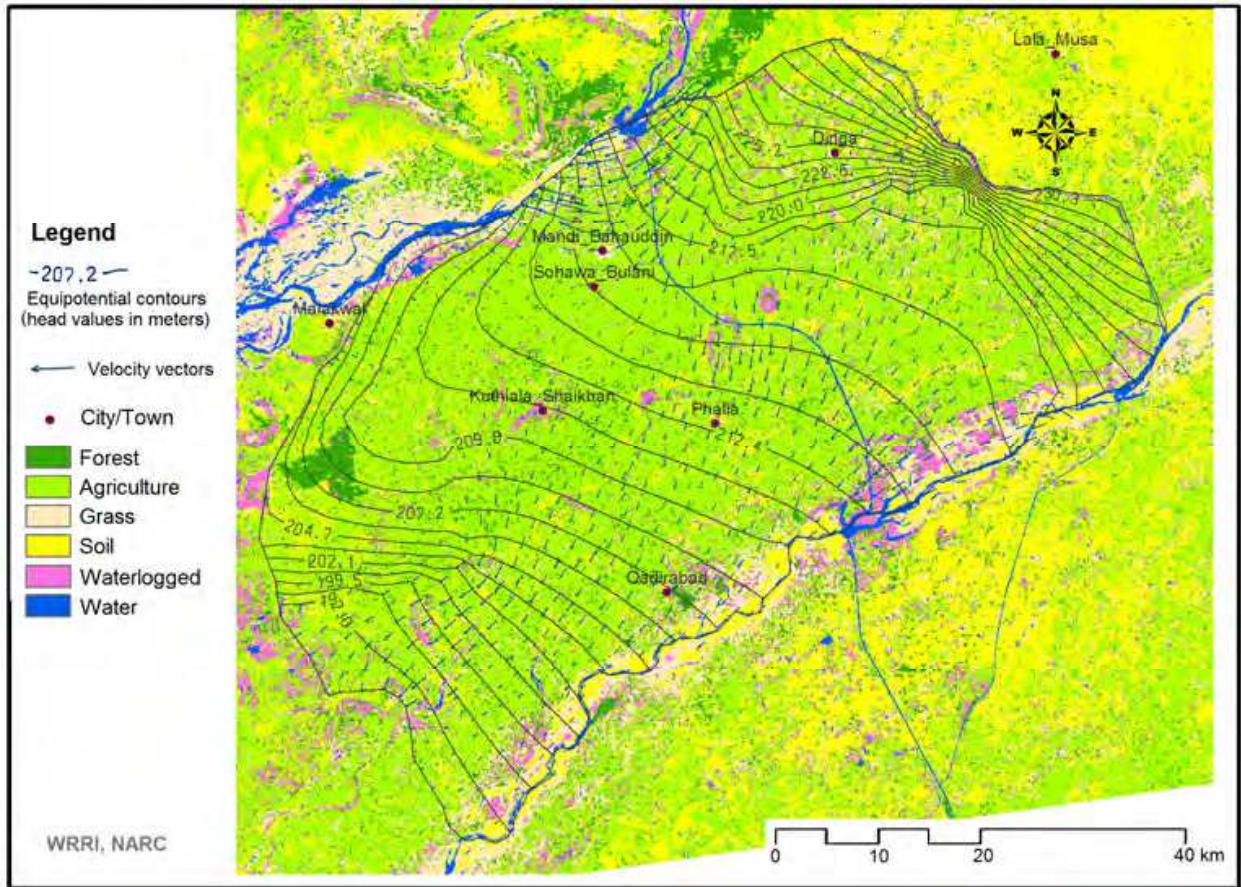 Lala_Musa
N
W E
S
Dinga
225.2
222.6
220.0
217.5
Mandi_Bahauddin
Sohawa_Bulani
Malakwal
Kuthiala_Shaikhan
Phalia
212.
209.8
207.2
204.7
202.1
199.5
Qadirabad
Legend
-207.2
Equipotential contours
(head values in meters)
Velocity vectors
City/Town
Forest
Agriculture
Grass
Soil
Waterlogged
Water
WRRI, NARC
0 10 20 40 km